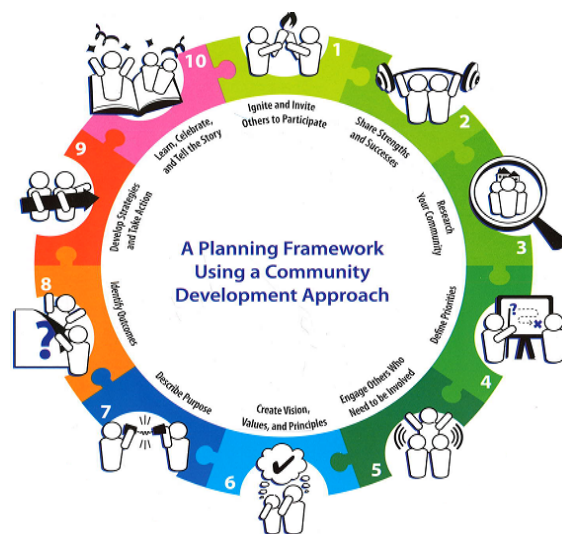 A Planning Framework
Using a Community
Development Approach
1
Ignite and Invite
Others to Participate
2
Share Strengths
and Successes
3
Research
Your Community
4
Define Priorities
5
Engage Others Who
Need to be Involved
6
Create Vision,
Values, and Principles
7
Describe Purpose
8
Identify Outcomes
9
Develop Strategies
and Take Action
10
Learn, Celebrate,
and Tell the Story
?
?
x